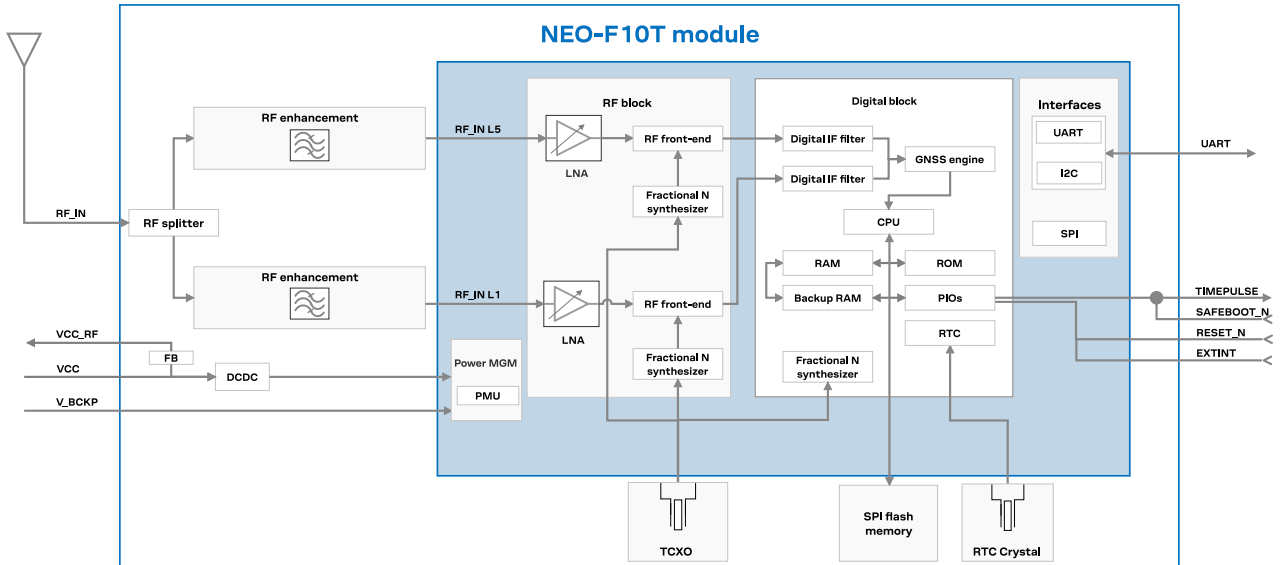 NEO-F10T module
RF enhancement
RF_IN L5
RF block
LNA
RF front-end
Fractional N
synthesizer
Digital block
Digital IF filter
Digital IF filter
GNSS engine
CPU
Interfaces
UART
I2C
SPI
UART
RF_IN
RF splitter
RF enhancement
RF_IN L1
LNA
RF front-end
Fractional N
synthesizer
RAM
ROM
Backup RAM
PIOs
RTC
Fractional N
synthesizer
TIMEPULSE
SAFEBOOT_N
RESET_N
EXTINT
VCC_RF
FB
VCC
DCDC
V_BCKP
Power MGM
PMU
TCXO
SPI flash
memory
RTC Crystal